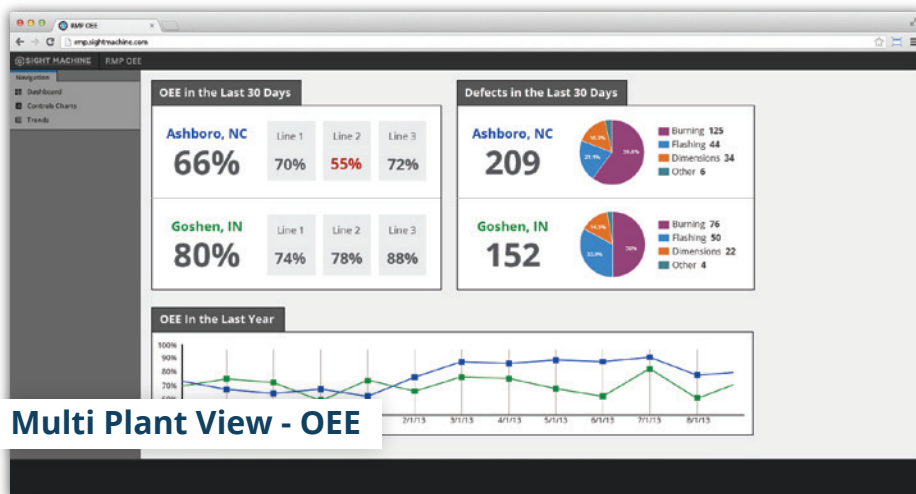 RMP OEE
rmp.sightmachine.com
SIGHT MACHINE RMP OEE
Navigation
Dashboard
Controls Charts
Trends
OEE in the Last 30 Days
Ashboro, NC
66%
Line 1
70%
Line 2
55%
Line 3
72%
Goshen, IN
80%
Line 1
74%
Line 2
78%
Line 3
88%
Defects in the Last 30 Days
Ashboro, NC
209
Burning 125
Flashing 44
Dimensions 34
Other 6
Goshen, IN
152
50%
Burning 76
Flashing 50
Dimensions 22
Other 4
OEE In the Last Year
100%
90%
80%
70%
2/1/13 3/1/13 4/1/13 5/1/13 6/1/13 7/1/13 8/1/13
Multi Plant View - OEE